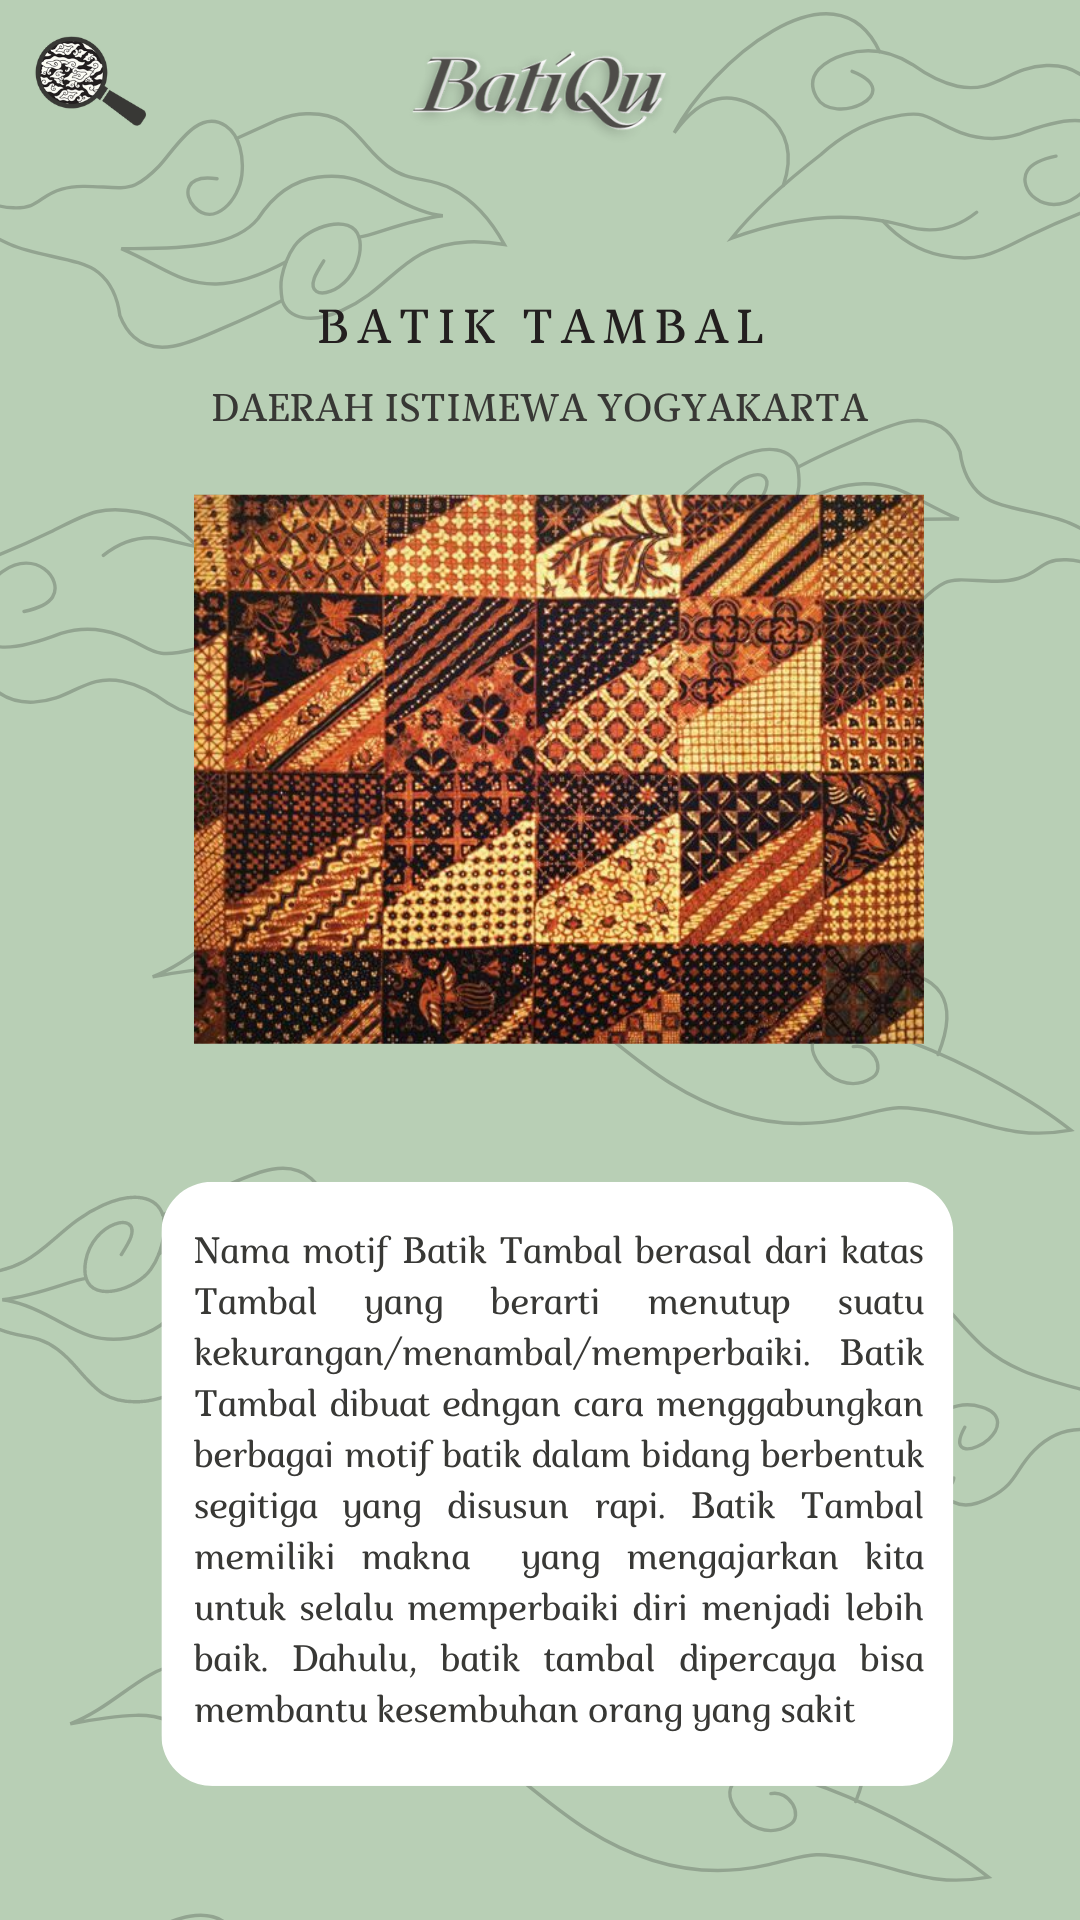 BatiQu
BATIK TAMBAL
DAERAH ISTIMEWA YOGYAKARTA
Nama motif Batik Tambal berasal dari katas
Tambal yang berarti menutup suatu
kekurangan/menambal/memperbaiki. Batik
Tambal dibuat edngan cara menggabungkan
berbagai motif batik dalam bidang berbentuk
segitiga yang disusun rapi. Batik Tambal
memiliki makna yang mengajarkan kita
untuk selalu memperbaiki diri menjadi lebih
baik. Dahulu, batik tambal dipercaya bisa
membantu kesembuhan orang yang sakit